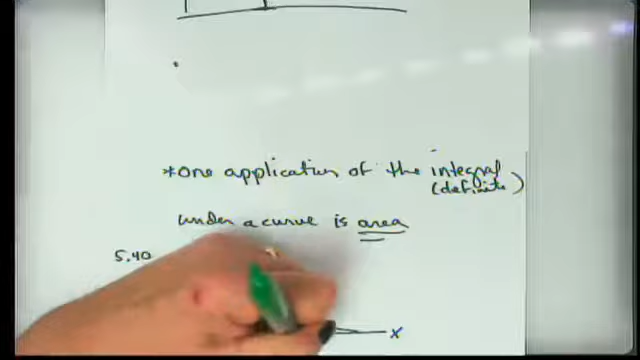 *one application of the integral
(definite)
under a curve is area
5.40
x